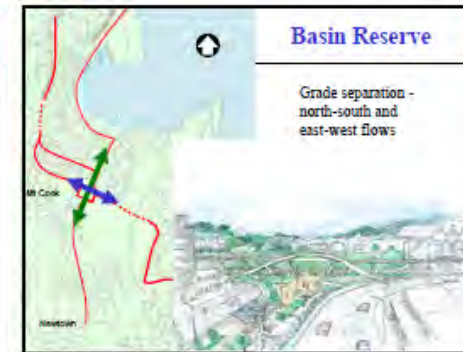 Basin Reserve
Grade separation -
north-south and
east-west flows
Mt Cook
Newtown